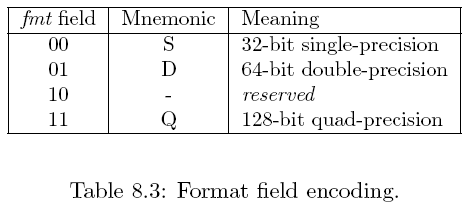 fmt field Mnemonic Meaning
00 S 32-bit single-precision
01 D 64-bit double-precision
10 - reserved
11 Q 128-bit quad-precision
Table 8.3: Format field encoding.